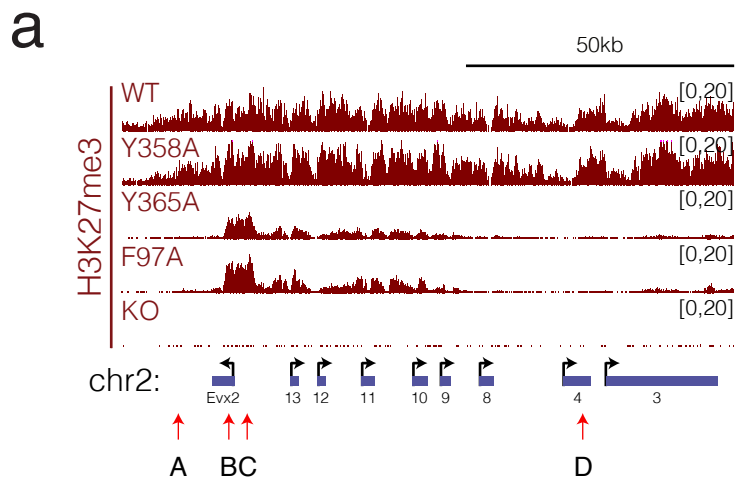 a
50kb
H3K27me3
WT [0,20]
Y358A [0,20]
Y365A [0,20]
F97A [0,20]
KO [0,20]
chr2:
Evx2 13 12 11 10 9 8 4 3
A B C D